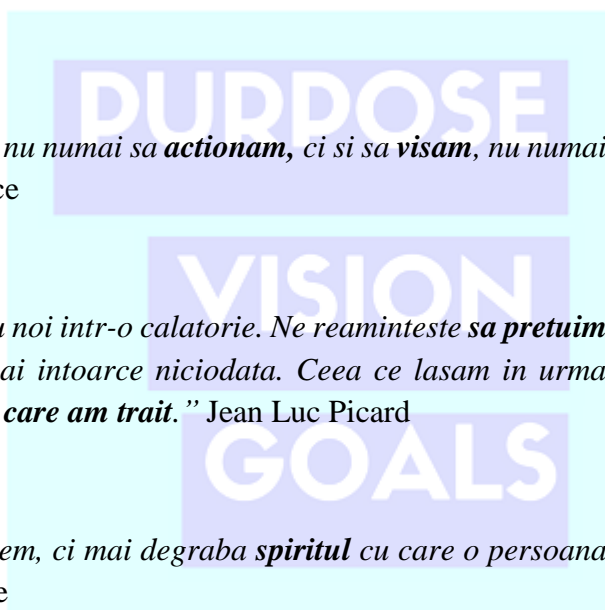 PURPOSE
nu numai sa actionam, ci si sa visam, nu numai
ce
VISION
noi intr-o calatorie. Ne reaminteste sa pretuim
ai intoarce niciodata. Ceea ce lasam in urma
care am trait.” Jean Luc Picard
GOALS
em, ci mai degraba spiritul cu care o persoana
e